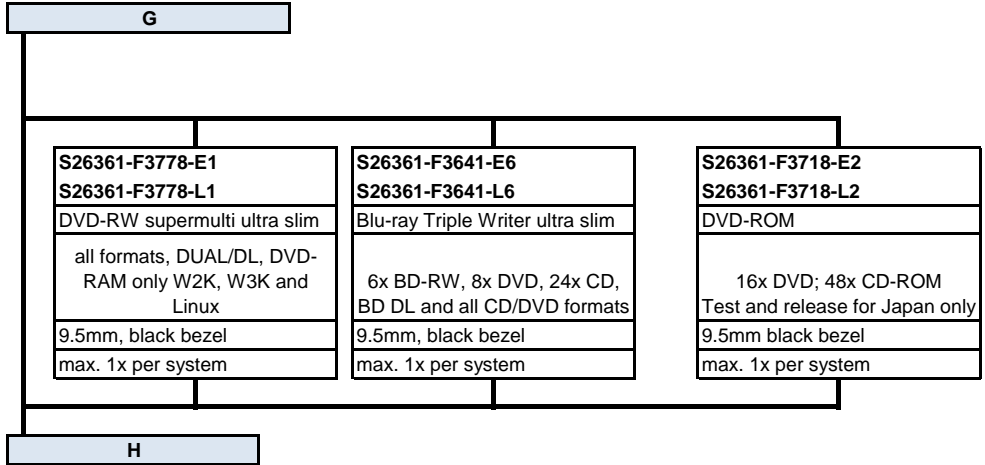 G
S26361-F3778-E1
S26361-F3778-L1
DVD-RW supermulti ultra slim
all formats, DUAL/DL, DVD-
RAM only W2K, W3K and
Linux
9.5mm, black bezel
max. 1x per system
S26361-F3641-E6
S26361-F3641-L6
Blu-ray Triple Writer ultra slim
6x BD-RW, 8x DVD, 24x CD,
BD DL and all CD/DVD formats
9.5mm, black bezel
max. 1x per system
S26361-F3718-E2
S26361-F3718-L2
DVD-ROM
16x DVD; 48x CD-ROM
Test and release for Japan only
9.5mm black bezel
max. 1x per system
H